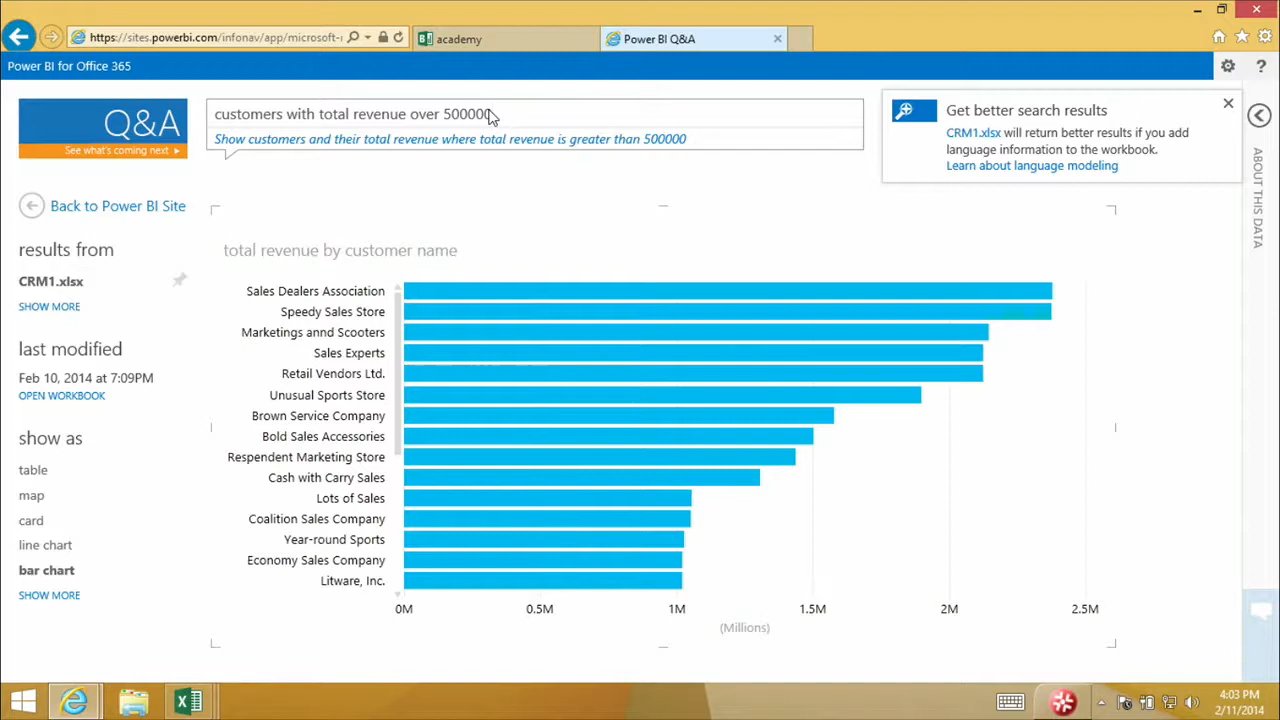 https://sites.powerbi.com/infonav/app/microsoft-
academy
Power BI Q&A
Power BI for Office 365
Q&A
See what's coming next
customers with total revenue over 500000
Show customers and their total revenue where total revenue is greater than 500000
Get better search results
CRM1.xlsx will return better results if you
add language information to the workbook.
Learn about language modeling
ABOUT THIS DATA
Back to Power BI Site
results from
CRM1.xlsx
SHOW MORE
last modified
Feb 10, 2014 at 7:09PM
OPEN WORKBOOK
show as
table
map
card
line chart
bar chart
SHOW MORE
total revenue by customer name
Sales Dealers Association
Speedy Sales Store
Marketings annd Scooters
Sales Experts
Retail Vendors Ltd.
Unusual Sports Store
Brown Service Company
Bold Sales Accessories
Respendent Marketing Store
Cash with Carry Sales
Lots of Sales
Coalition Sales Company
Year-round Sports
Economy Sales Company
Litware, Inc.
0M 0.5M 1M 1.5M 2M 2.5M
(Millions)
4:03 PM
2/11/2014